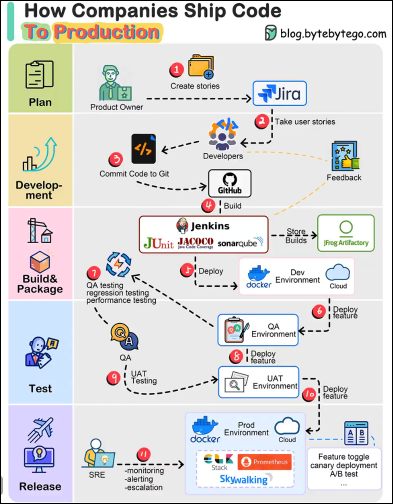 How Companies Ship Code
To Production
blog.bytebytego.com
Plan
Product Owner
1
Create stories
Jira
2
Take user stories
Development
Developers
3
Commit Code to Git
GitHub
Feedback
4
Build
Build&
Package
Jenkins
JUnit
JACOCO
Java Code Coverage
sonarqube
Store
Builds
JFrog Artifactory
5
Deploy
docker
Dev
Environment
Cloud
7
QA testing
regression testing
performance testing
6
Deploy
feature
Test
QA
Environment
QA
8
Deploy
feature
9
UAT
Testing
UAT
Environment
10
Deploy
feature
Release
SRE
11
-monitoring
-alerting
-escalation
docker
Prod
Environment
Cloud
ELK
Stack
Prometheus
Skywalking
Feature toggle
canary deployment
A/B test
...